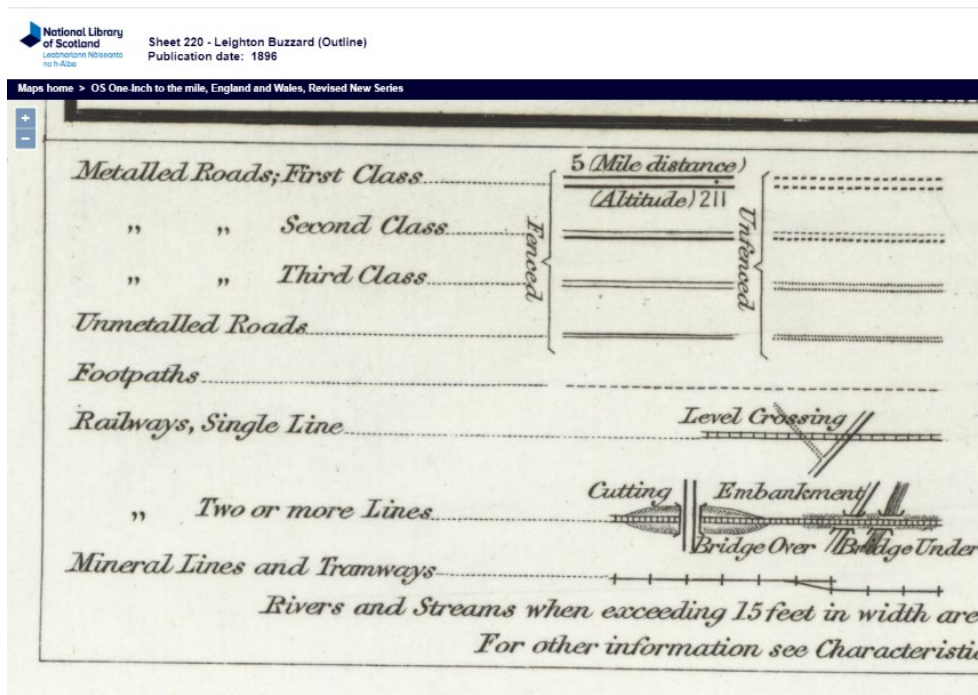 National Library
of Scotland
Leabharlann Nàiseanta
na h-Alba
Sheet 220 - Leighton Buzzard (Outline)
Publication date: 1896
Maps home > OS One-Inch to the mile, England and Wales, Revised New Series
+
−
Metalled Roads; First Class
5 (Mile distance)
(Altitude) 211
„ „ Second Class
Fenced
Unfenced
„ „ Third Class
Unmetalled Roads
Footpaths
Railways, Single Line
Level Crossing
Cutting
Embankment
„ Two or more Lines
Bridge Over
Bridge Under
Mineral Lines and Tramways
Rivers and Streams when exceeding 15 feet in width are
For other information see Characteristi